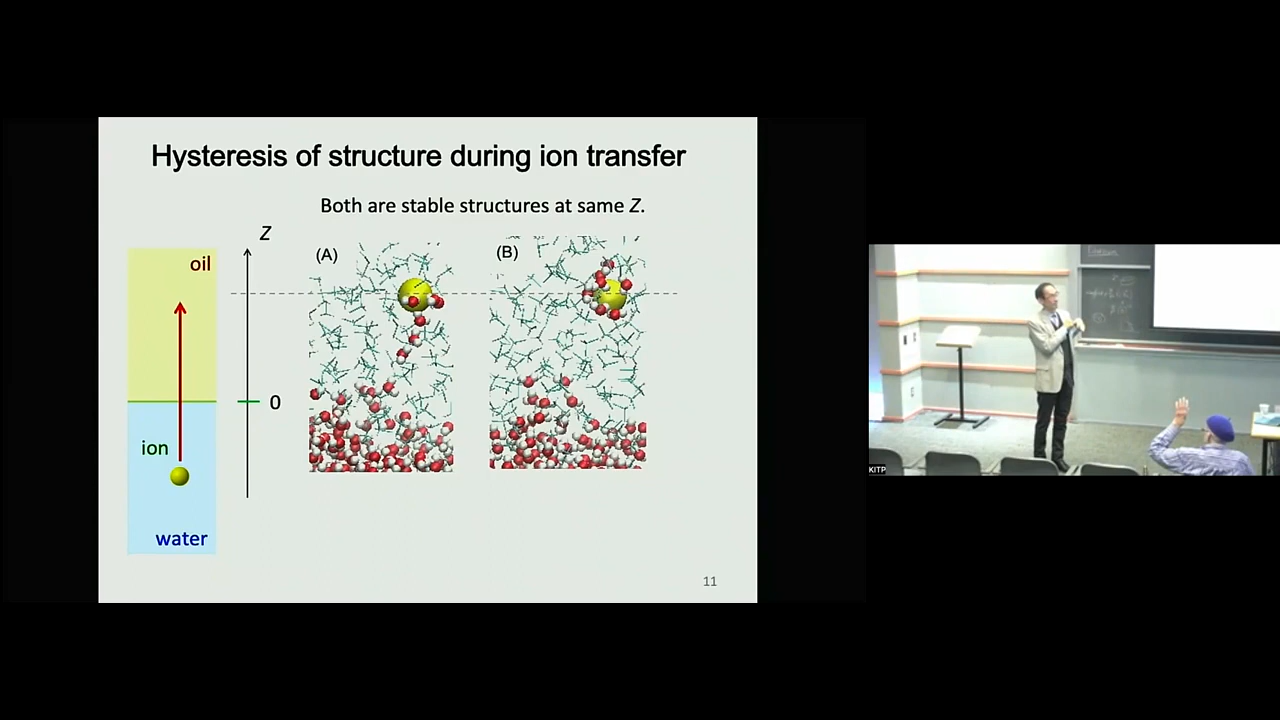 Hysteresis of structure during ion transfer
Both are stable structures at same Z.
Z
oil
(A)
(B)
0
ion
water
11
KITP